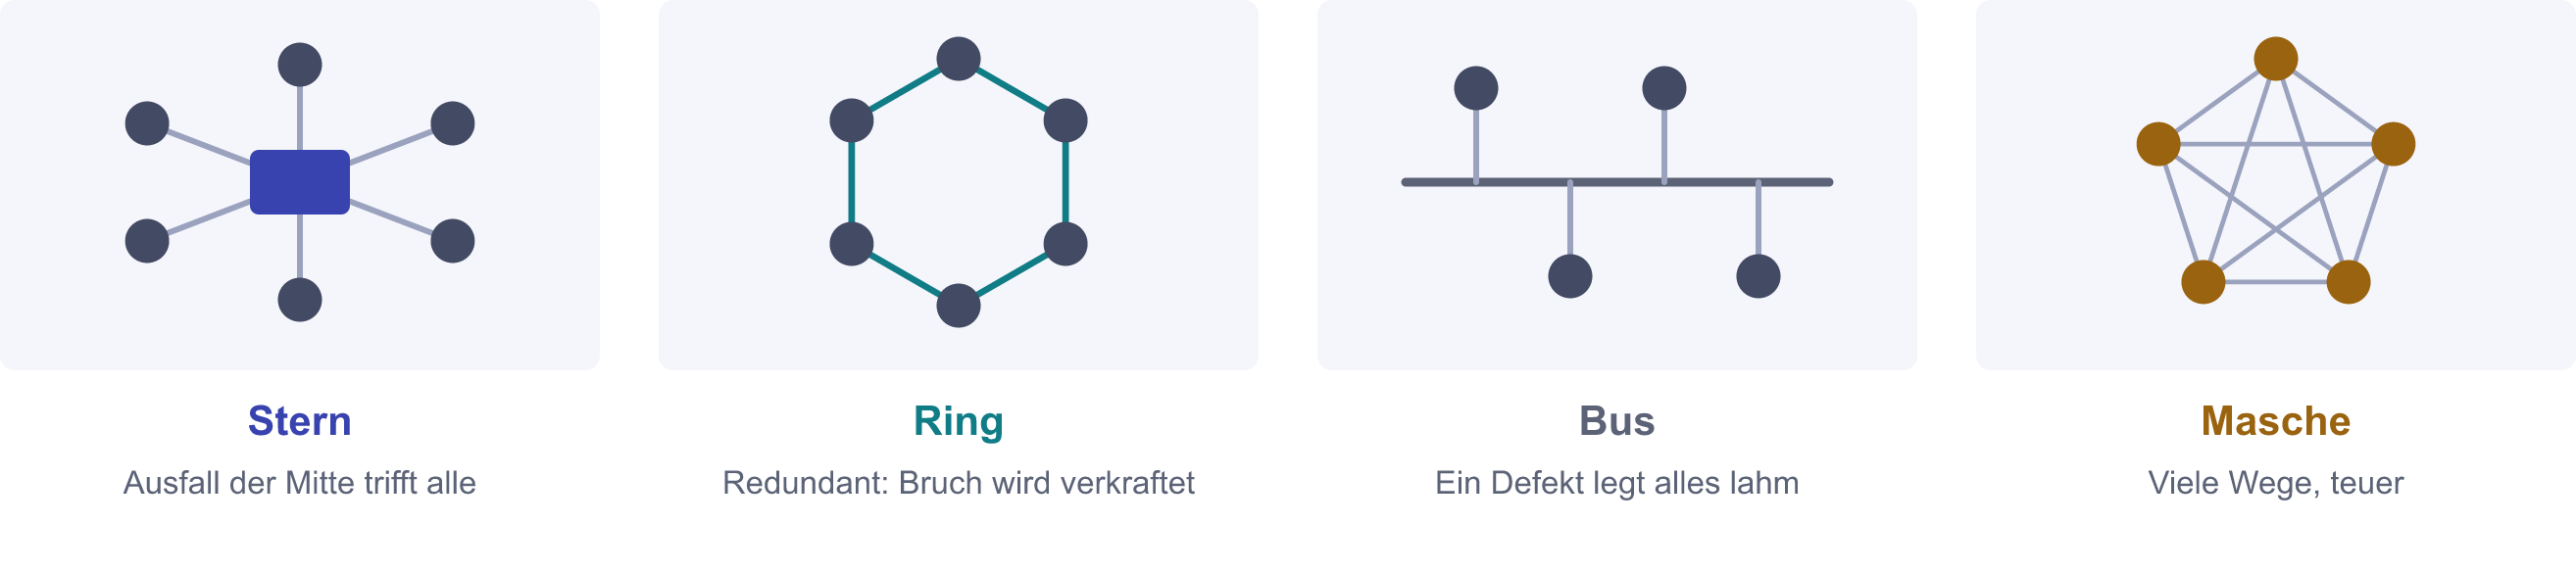 Stern
Ausfall der Mitte trifft alle
Ring
Redundant: Bruch wird verkraftet
Bus
Ein Defekt legt alles lahm
Masche
Viele Wege, teuer